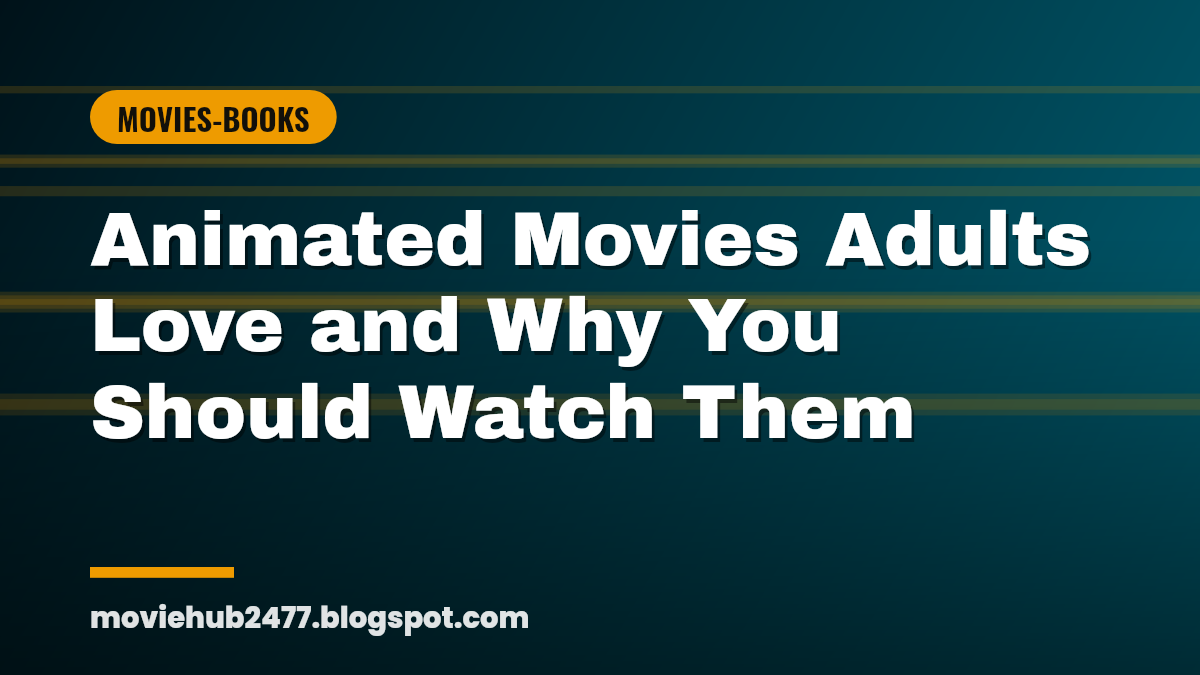 MOVIES-BOOKS
Animated Movies Adults
Love and Why You
Should Watch Them
moviehub2477.blogspot.com